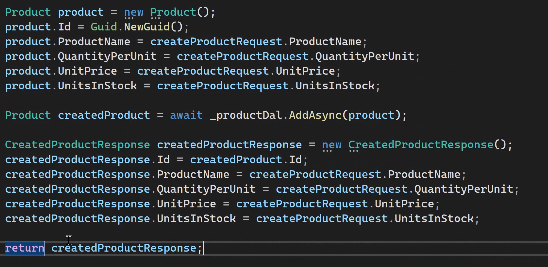 Product product = new Product();
product.Id = Guid.NewGuid();
product.ProductName = createProductRequest.ProductName;
product.QuantityPerUnit = createProductRequest.QuantityPerUnit;
product.UnitPrice = createProductRequest.UnitPrice;
product.UnitsInStock = createProductRequest.UnitsInStock;
Product createdProduct = await _productDal.AddAsync(product);
CreatedProductResponse createdProductResponse = new CreatedProductResponse();
createdProductResponse.Id = createdProduct.Id;
createdProductResponse.ProductName = createProductRequest.ProductName;
createdProductResponse.QuantityPerUnit = createProductRequest.QuantityPerUnit;
createdProductResponse.UnitPrice = createProductRequest.UnitPrice;
createdProductResponse.UnitsInStock = createProductRequest.UnitsInStock;
return createdProductResponse;